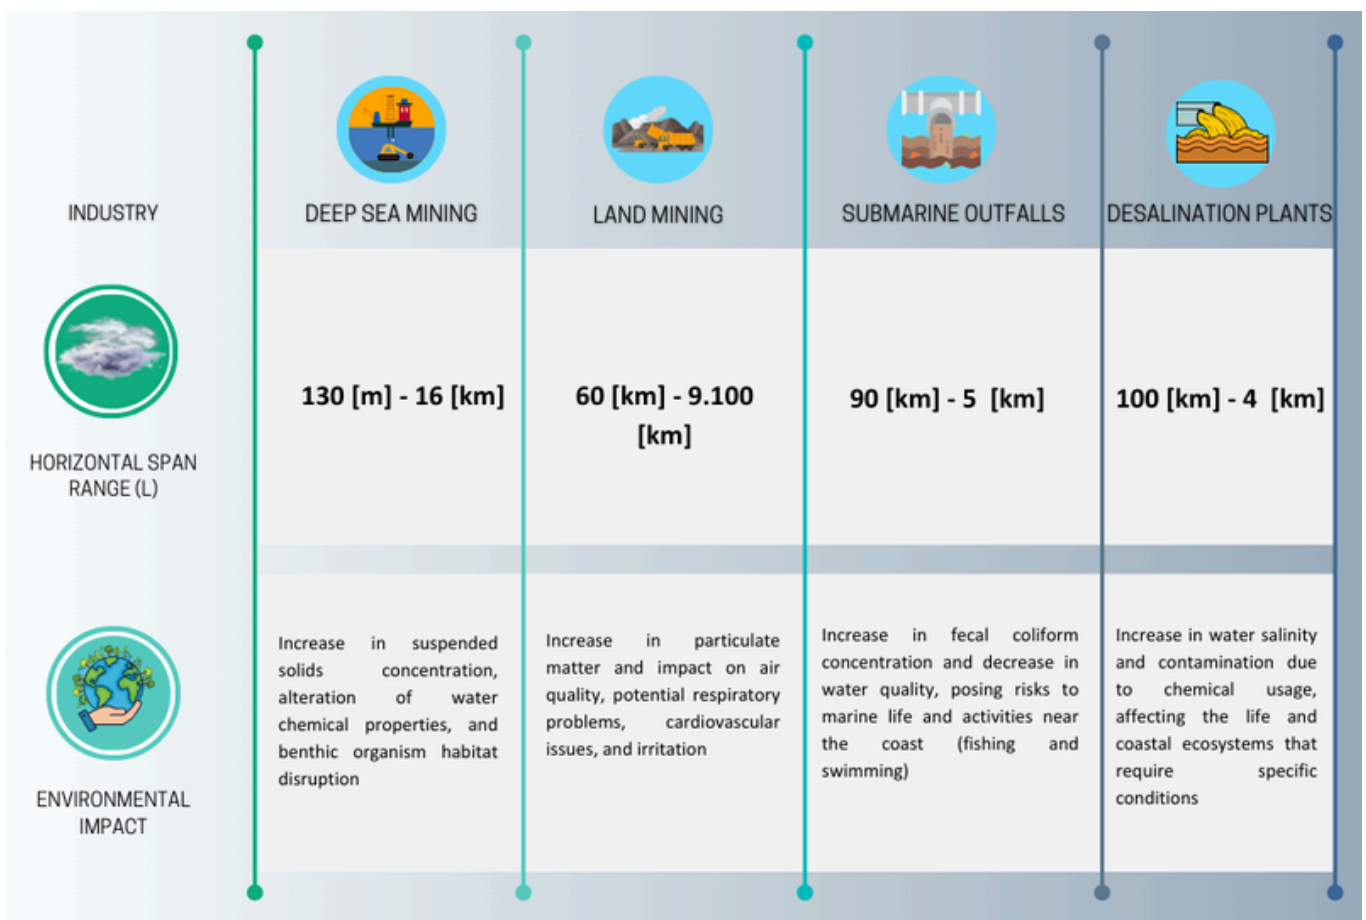 INDUSTRY
DEEP SEA MINING
LAND MINING
SUBMARINE OUTFALLS
DESALINATION PLANTS
HORIZONTAL SPAN
RANGE (L)
130 [m] - 16 [km]
60 [km] - 9.100
[km]
90 [km] - 5 [km]
100 [km] - 4 [km]
ENVIRONMENTAL
IMPACT
Increase in suspended
solids concentration,
alteration of water
chemical properties, and
benthic organism habitat
disruption
Increase in particulate
matter and impact on air
quality, potential respiratory
problems, cardiovascular
issues, and irritation
Increase in fecal coliform
concentration and decrease in
water quality, posing risks to
marine life and activities near
the coast (fishing and
swimming)
Increase in water salinity
and contamination due
to chemical usage,
affecting the life and
coastal ecosystems that
require specific
conditions